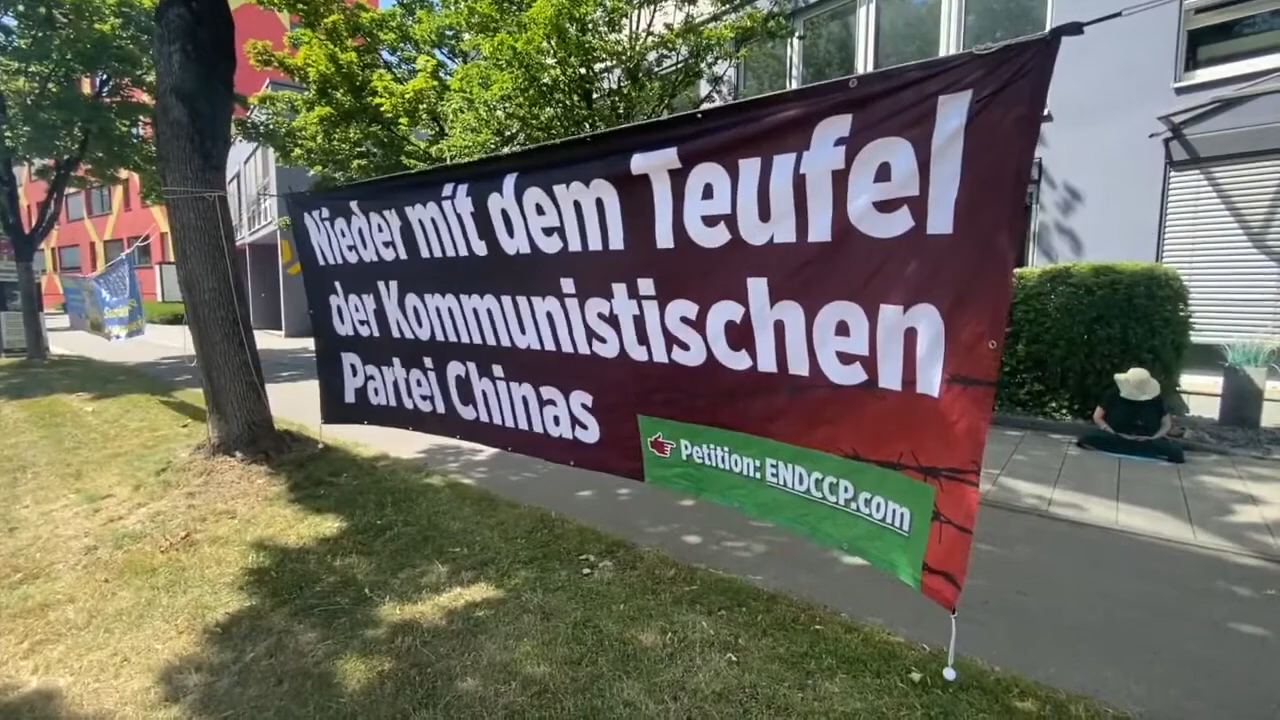 Nieder mit dem Teufel
der Kommunistischen
Partei Chinas
Petition: ENDCCP.com